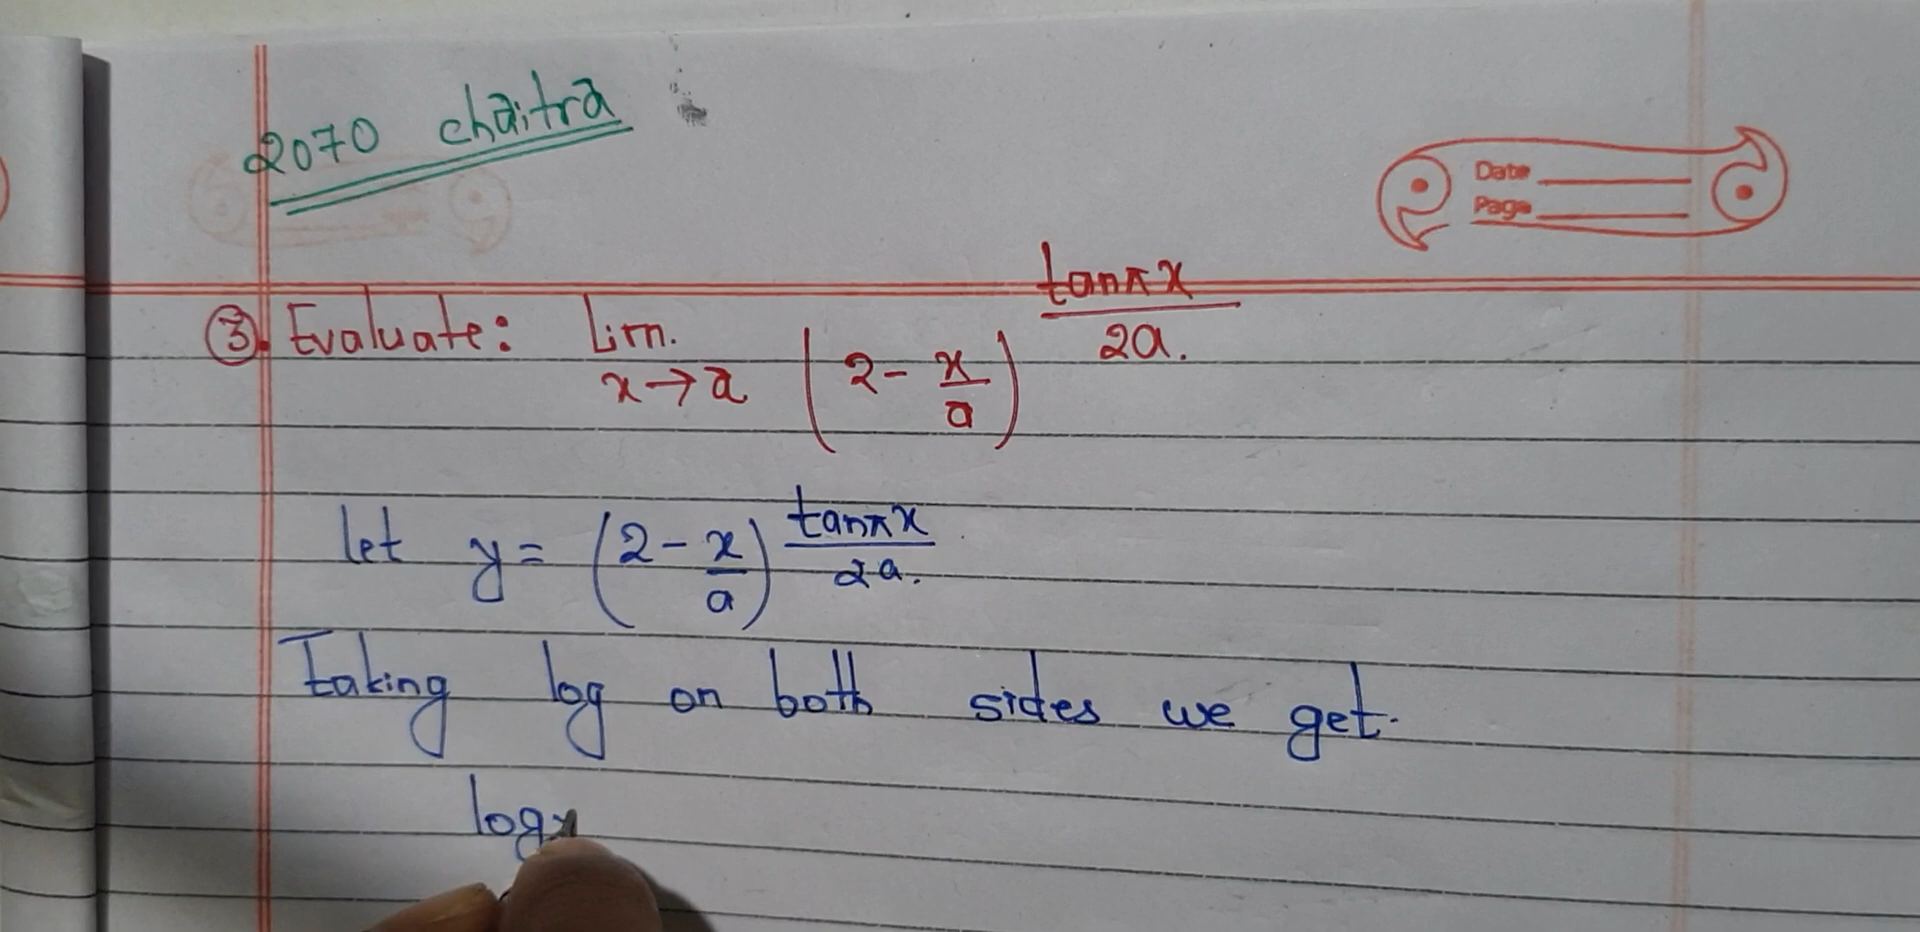 2070 chaitra
Date
Page
③. Evaluate: Lim. x→a (2 - x/a)^(tanπx/2a.)
let y = (2 - x/a)^(tanπx/2a.)
Taking log on both sides we get.
logy